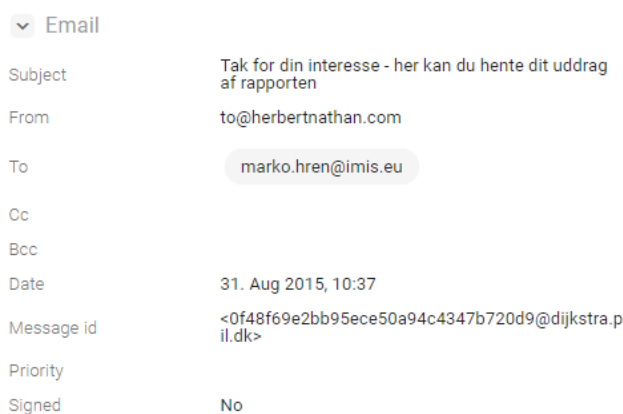 Email
Subject Tak for din interesse - her kan du hente dit uddrag
af rapporten
From to@herbertnathan.com
To marko.hren@imis.eu
Cc
Bcc
Date 31. Aug 2015, 10:37
Message id <0f48f69e2bb95ece50a94c4347b720d9@dijkstra.p
il.dk>
Priority
Signed No